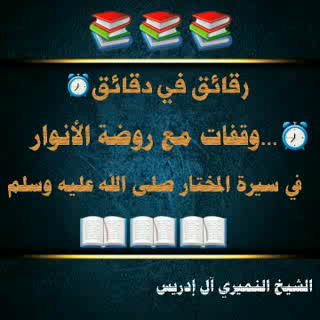 رقائق في دقائق
...وقفات مع روضة الأنوار
في سيرة المختار صلى الله عليه وسلم
الشيخ النميري آل إدريس